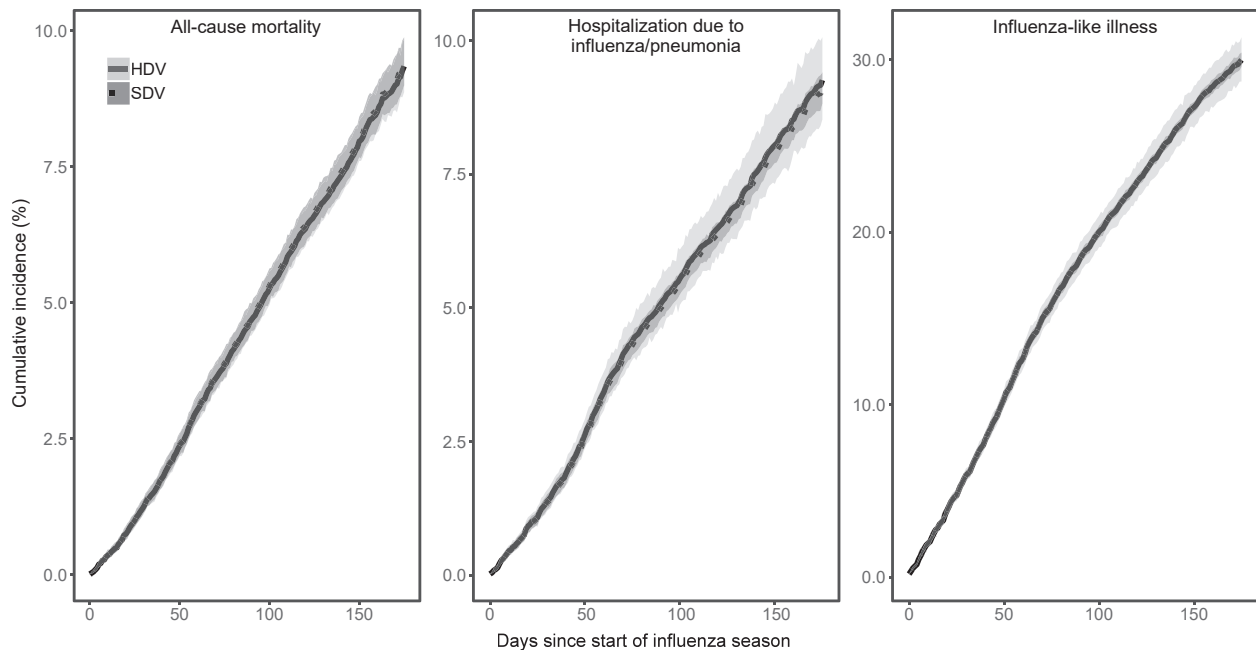 All-cause mortality
Hospitalization due to
influenza/pneumonia
Influenza-like illness
HDV
SDV
Cumulative incidence (%)
10.0
7.5
5.0
2.5
0.0
10.0
7.5
5.0
2.5
0.0
30.0
20.0
10.0
0.0
0 50 100 150
0 50 100 150
0 50 100 150
Days since start of influenza season